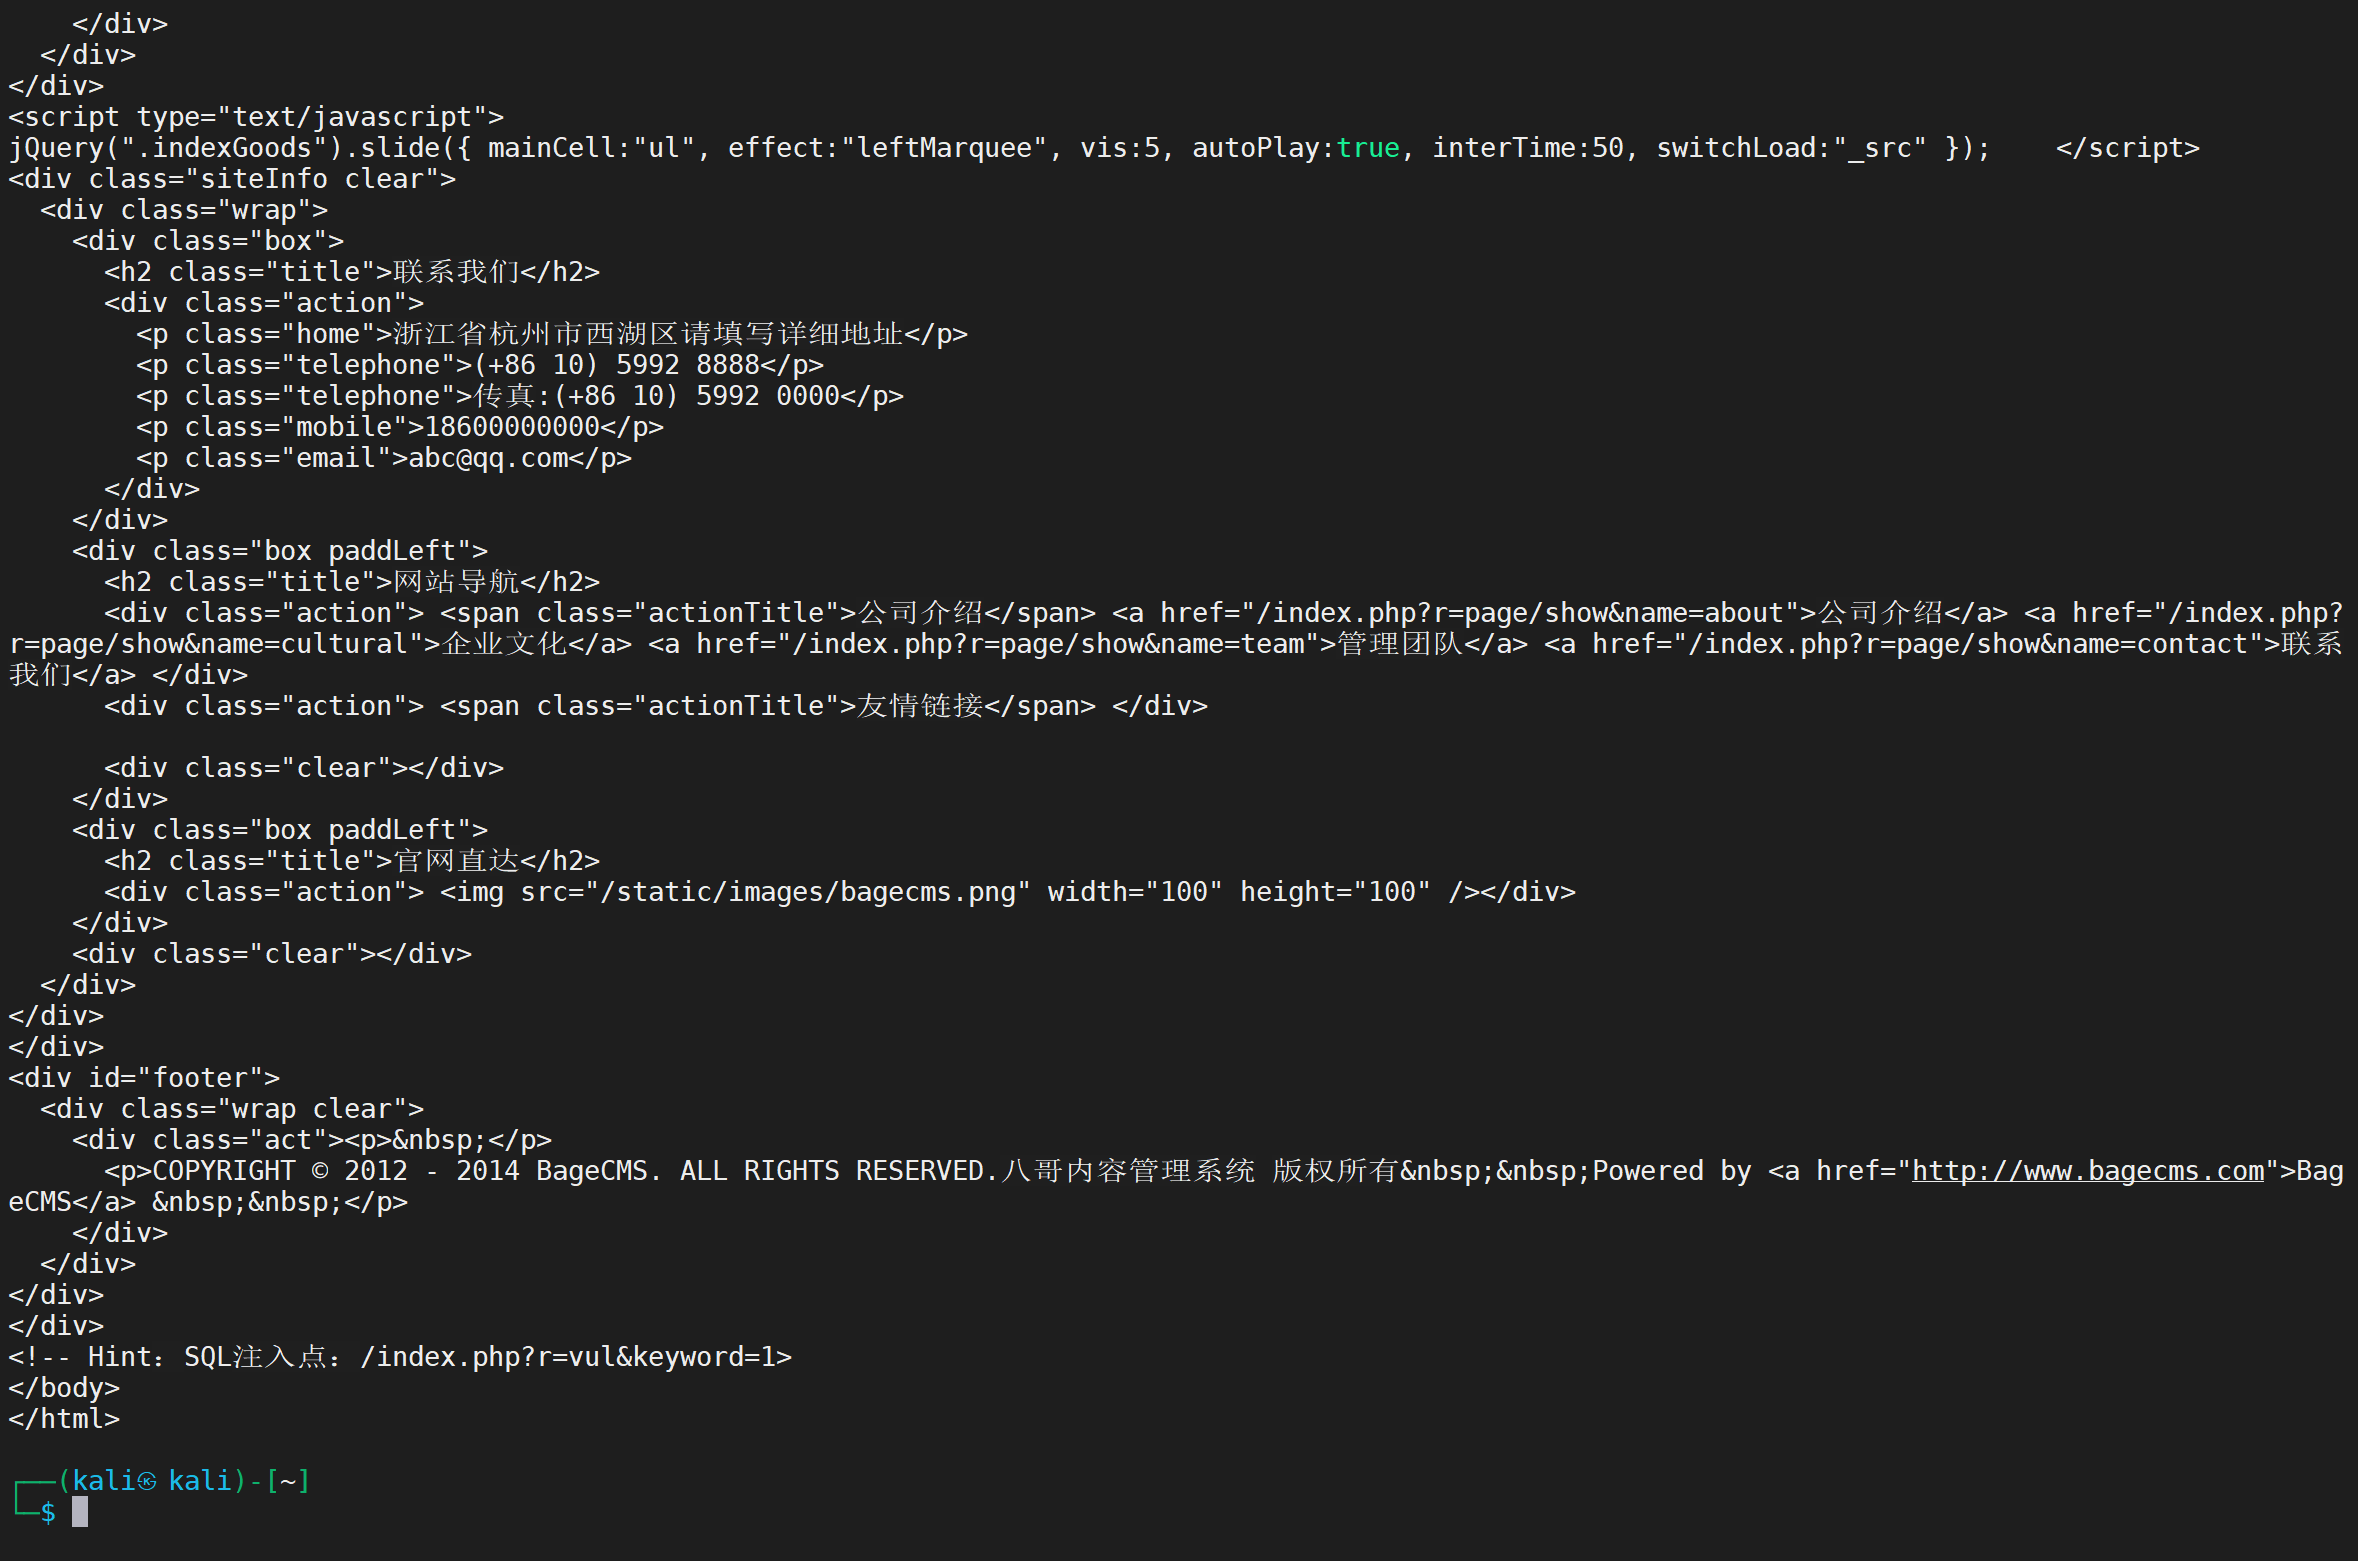 </div>
  </div>
</div>
<script type="text/javascript">
jQuery(".indexGoods").slide({ mainCell:"ul", effect:"leftMarquee", vis:5, autoPlay:true, interTime:50, switchLoad:"_src" });    </script>
<div class="siteInfo clear">
  <div class="wrap">
    <div class="box">
      <h2 class="title">联系我们</h2>
      <div class="action">
        <p class="home">浙江省杭州市西湖区请填写详细地址</p>
        <p class="telephone">(+86 10) 5992 8888</p>
        <p class="telephone">传真:(+86 10) 5992 0000</p>
        <p class="mobile">18600000000</p>
        <p class="email">abc@qq.com</p>
      </div>
    </div>
    <div class="box paddLeft">
      <h2 class="title">网站导航</h2>
      <div class="action"> <span class="actionTitle">公司介绍</span> <a href="/index.php?r=page/show&name=about">公司介绍</a> <a href="/index.php?
r=page/show&name=cultural">企业文化</a> <a href="/index.php?r=page/show&name=team">管理团队</a> <a href="/index.php?r=page/show&name=contact">联系
我们</a> </div>
      <div class="action"> <span class="actionTitle">友情链接</span> </div>

      <div class="clear"></div>
    </div>
    <div class="box paddLeft">
      <h2 class="title">官网直达</h2>
      <div class="action"> <img src="/static/images/bagecms.png" width="100" height="100" /></div>
    </div>
    <div class="clear"></div>
  </div>
</div>
</div>
<div id="footer">
  <div class="wrap clear">
    <div class="act"><p>&nbsp;</p>
      <p>COPYRIGHT © 2012 - 2014 BageCMS. ALL RIGHTS RESERVED.八哥内容管理系统 版权所有&nbsp;&nbsp;Powered by <a href="http://www.bagecms.com">Bag
eCMS</a> &nbsp;&nbsp;</p>
    </div>
  </div>
</div>
</div>
<!-- Hint：SQL注入点：/index.php?r=vul&keyword=1>
</body>
</html>

┌──(kali㉿kali)-[~]
└─$